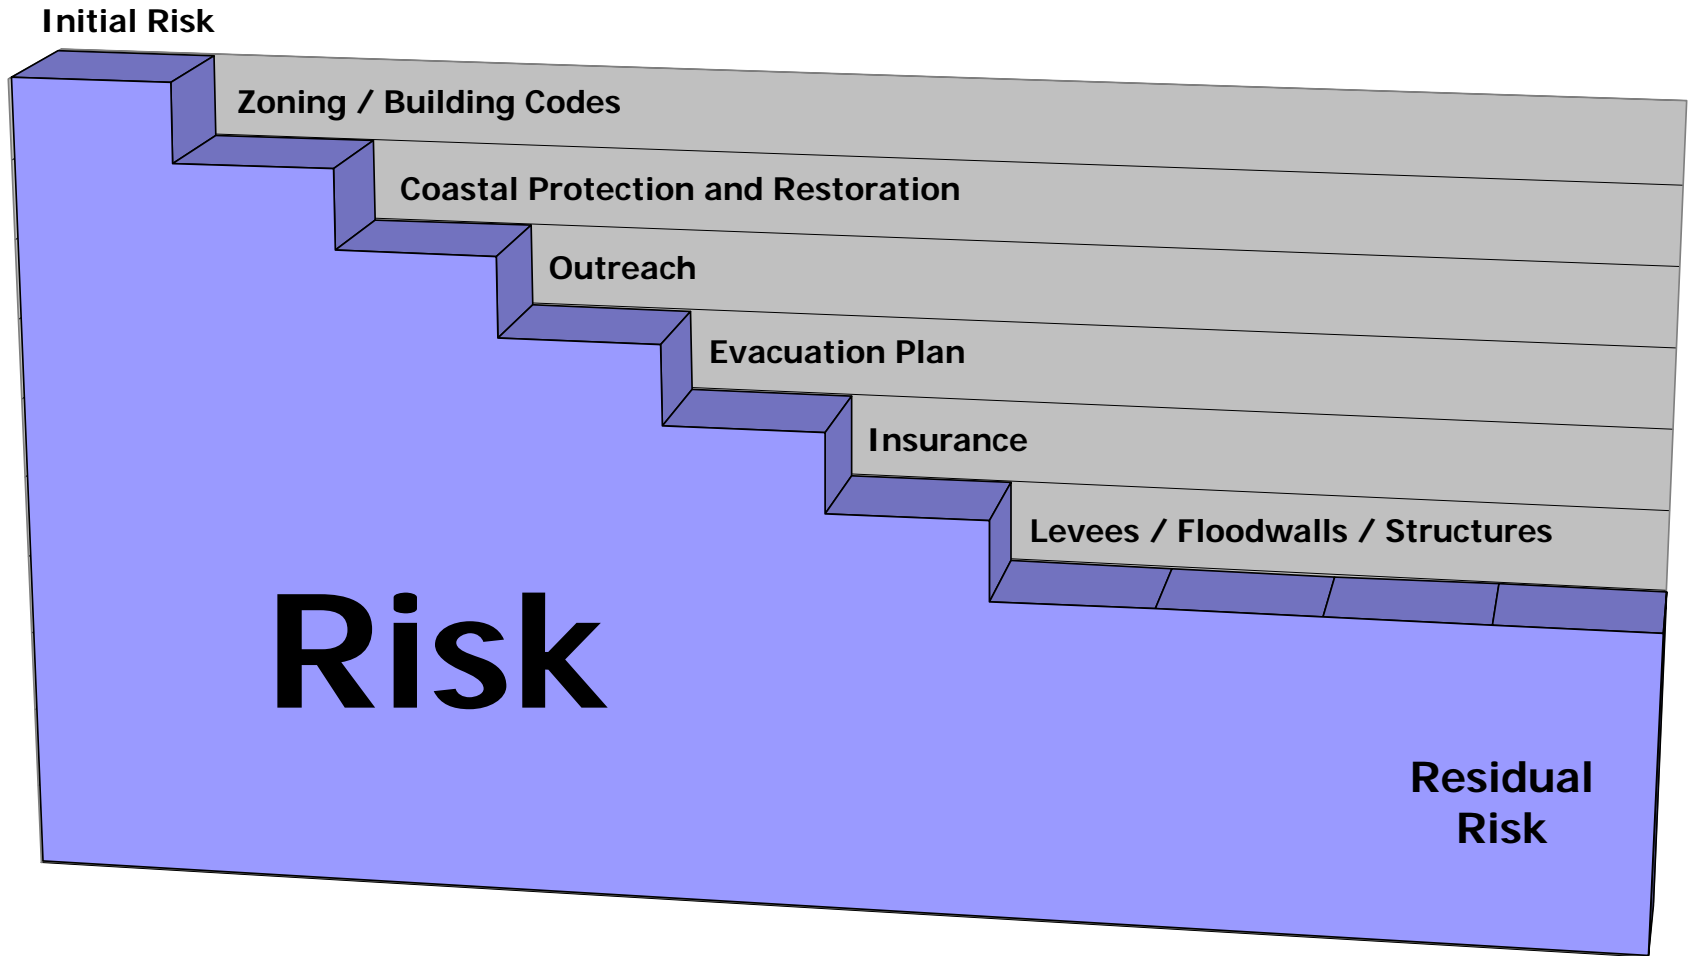 Initial Risk
Zoning / Building Codes
Coastal Protection and Restoration
Outreach
Evacuation Plan
Insurance
Levees / Floodwalls / Structures
Risk
Residual
Risk